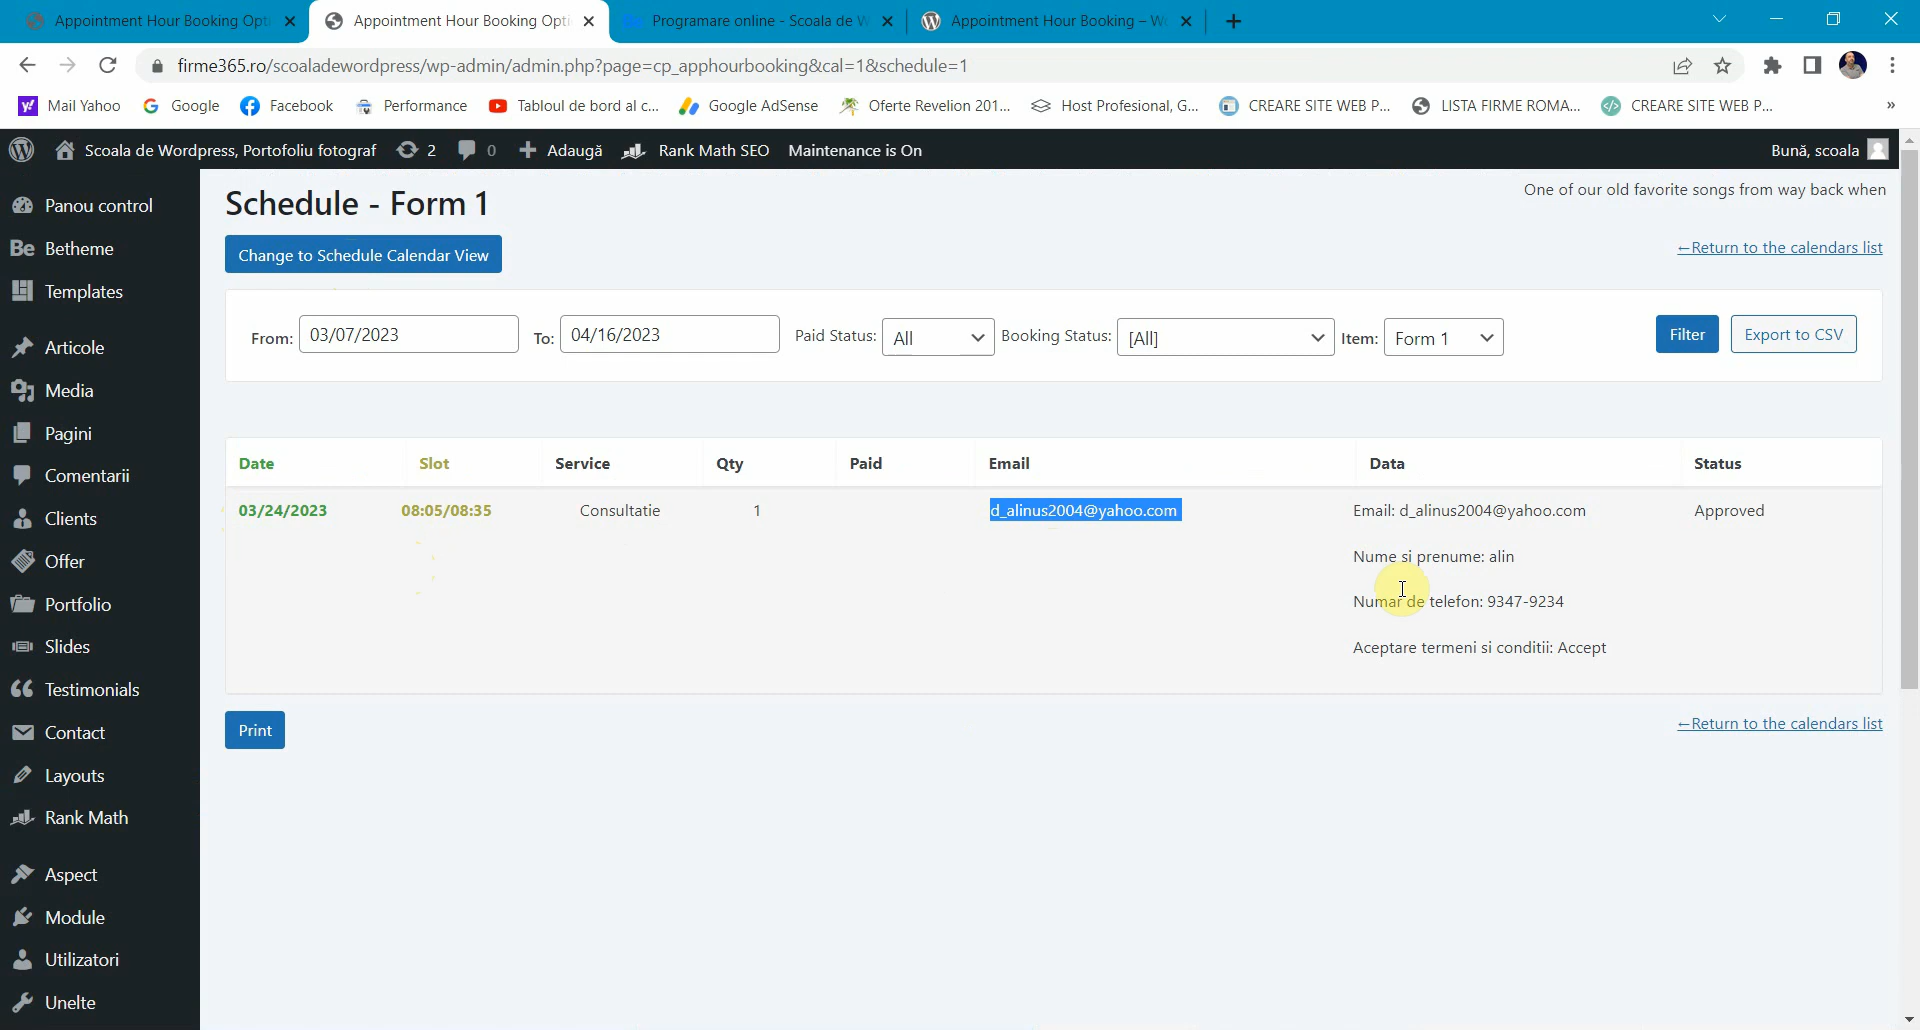 Appointment Hour Booking Opti
Appointment Hour Booking Opti
Programare online - Scoala de W
Appointment Hour Booking – W
firme365.ro/scoaladewordpress/wp-admin/admin.php?page=cp_apphourbooking&cal=1&schedule=1
Mail Yahoo
Google
Facebook
Performance
Tabloul de bord al c...
Google AdSense
Oferte Revelion 201...
Host Profesional, G...
CREARE SITE WEB P...
LISTA FIRME ROMA...
CREARE SITE WEB P...
»
Scoala de Wordpress, Portofoliu fotograf
2
0
Adaugă
Rank Math SEO
Maintenance is On
Bună, scoala
Panou control
Betheme
Templates
Articole
Media
Pagini
Comentarii
Clients
Offer
Portfolio
Slides
Testimonials
Contact
Layouts
Rank Math
Aspect
Module
Utilizatori
Unelte
One of our old favorite songs from way back when
Schedule - Form 1
Change to Schedule Calendar View
←Return to the calendars list
From: 03/07/2023 To: 04/16/2023 Paid Status: All Booking Status: [All] Item: Form 1 Filter Export to CSV
Date Slot Service Qty Paid Email Data Status
03/24/2023 08:05/08:35 Consultatie 1 d_alinus2004@yahoo.com Email: d_alinus2004@yahoo.com Approved
Nume si prenume: alin
Numar de telefon: 9347-9234
Aceptare termeni si conditii: Accept
Print
←Return to the calendars list